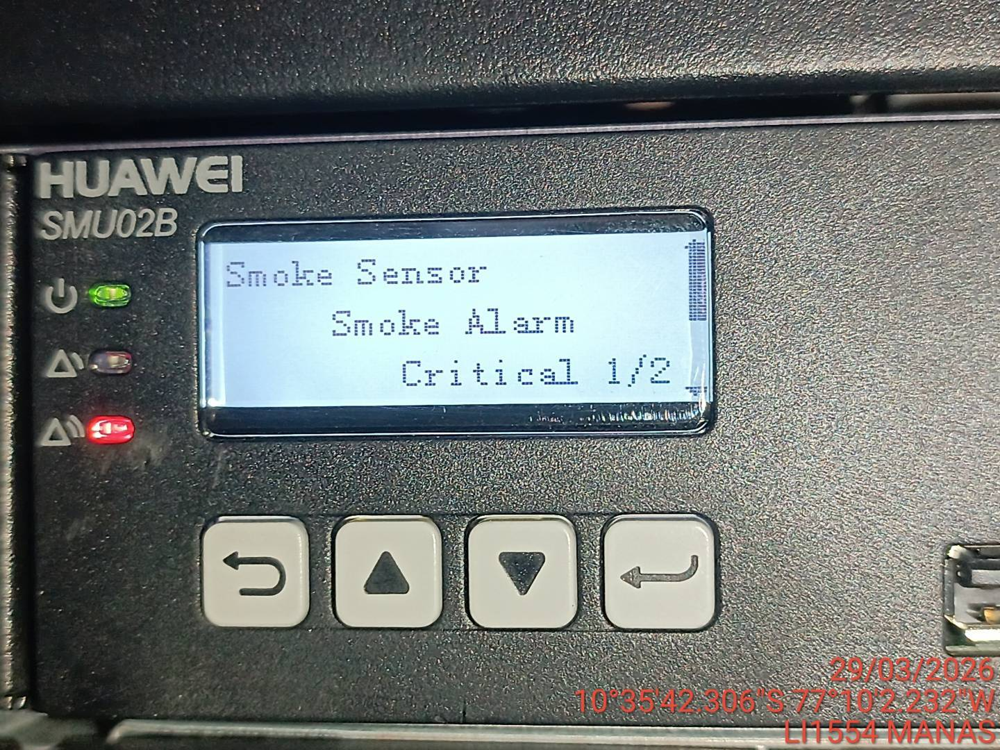 HUAWEI
SMU02B
Smoke Sensor
Smoke Alarm
Critical 1/2
29/03/2026
10°35'42.306"S 77°10'2.232"W
LI1554 MANAS